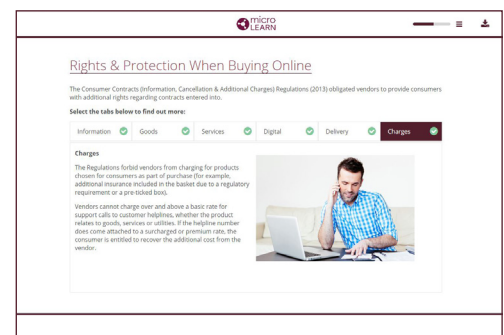 micro
LEARN
Rights & Protection When Buying Online
The Consumer Contracts (Information, Cancellation & Additional Charges) Regulations (2013) obligated vendors to provide consumers
with additional rights regarding contracts entered into.
Select the tabs below to find out more:
Information Goods Services Digital Delivery Charges
Charges
The Regulations forbid vendors from charging for products
chosen for consumers as part of purchase (for example,
additional insurance included in the basket due to a regulatory
requirement or a pre-ticked box).
Vendors cannot charge over and above a basic rate for
support calls to customer helplines, whether the product
relates to goods, services or utilities. If the helpline number
does come attached to a surcharged or premium rate, the
consumer is entitled to recover the additional cost from the
vendor.